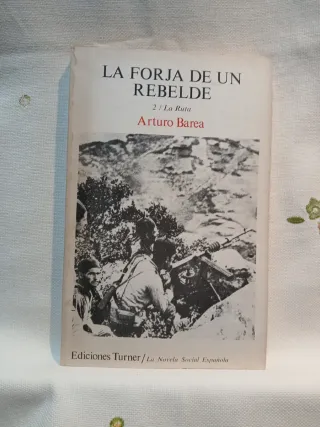 LA FORJA DE UN
REBELDE
2 / La Ruta
Arturo Barea
Ediciones Turner / La Novela Social Española